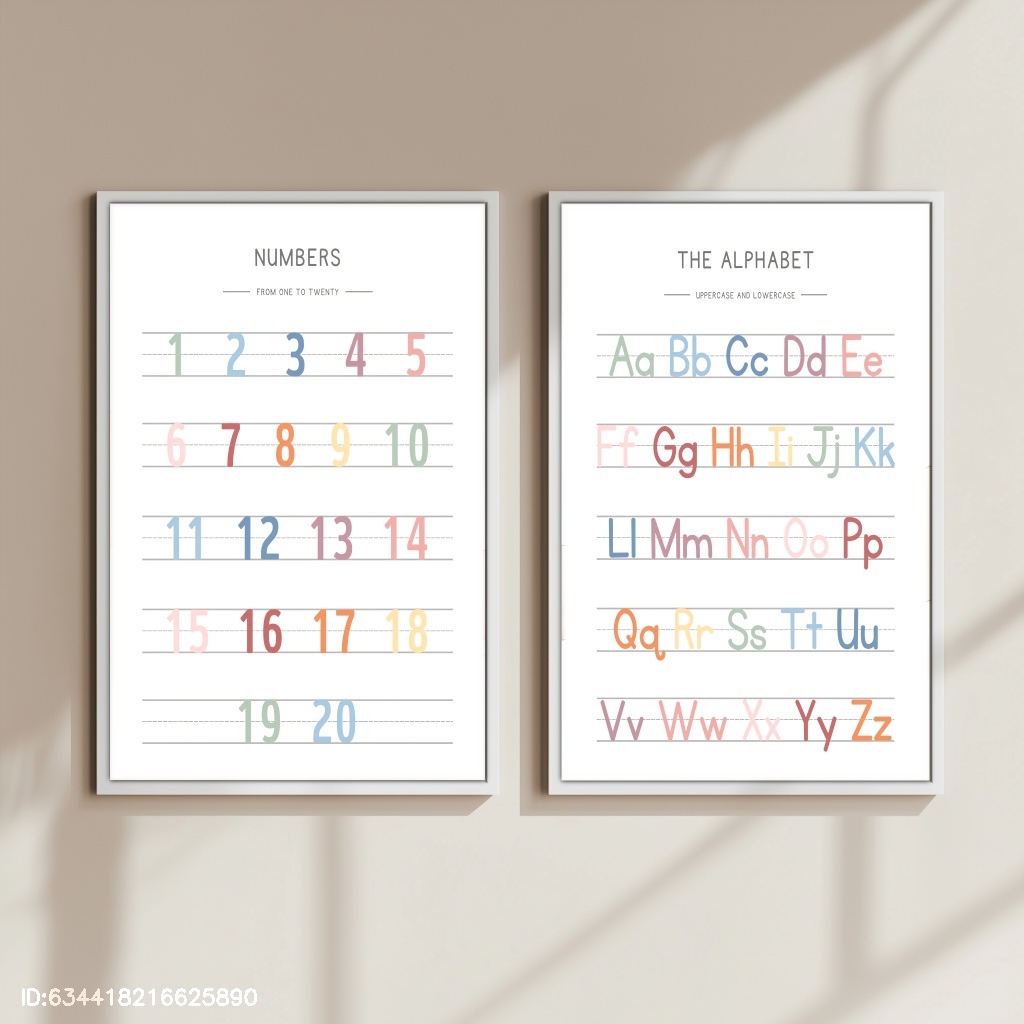 NUMBERS
FROM ONE TO TWENTY
1 2 3 4 5
6 7 8 9 10
11 12 13 14
15 16 17 18
19 20
THE ALPHABET
UPPERCASE AND LOWERCASE
Aa Bb Cc Dd Ee
Ff Gg Hh Ii Jj Kk
Ll Mm Nn Oo Pp
Qq Rr Ss Tt Uu
Vv Ww Xx Yy Zz
ID:634418216625890